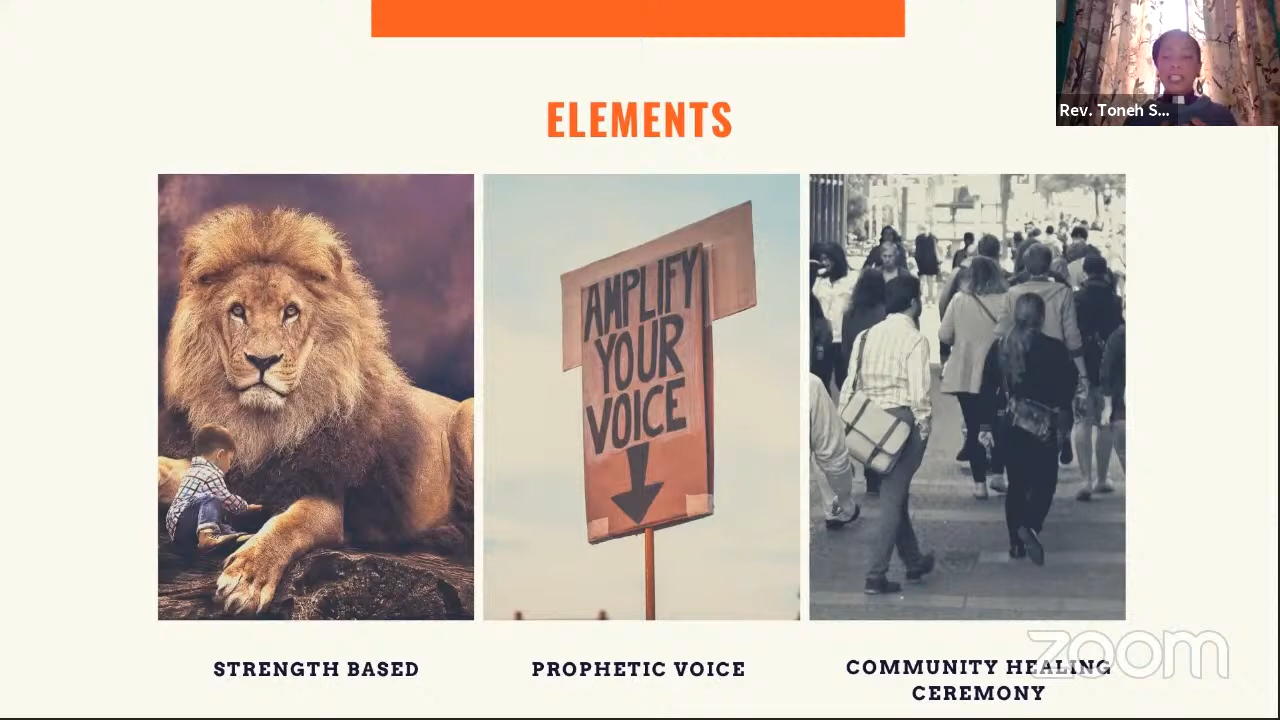 ELEMENTS
Rev. Toneh S...
AMPLIFY
YOUR
VOICE
STRENGTH BASED
PROPHETIC VOICE
COMMUNITY HEALING
CEREMONY
zoom